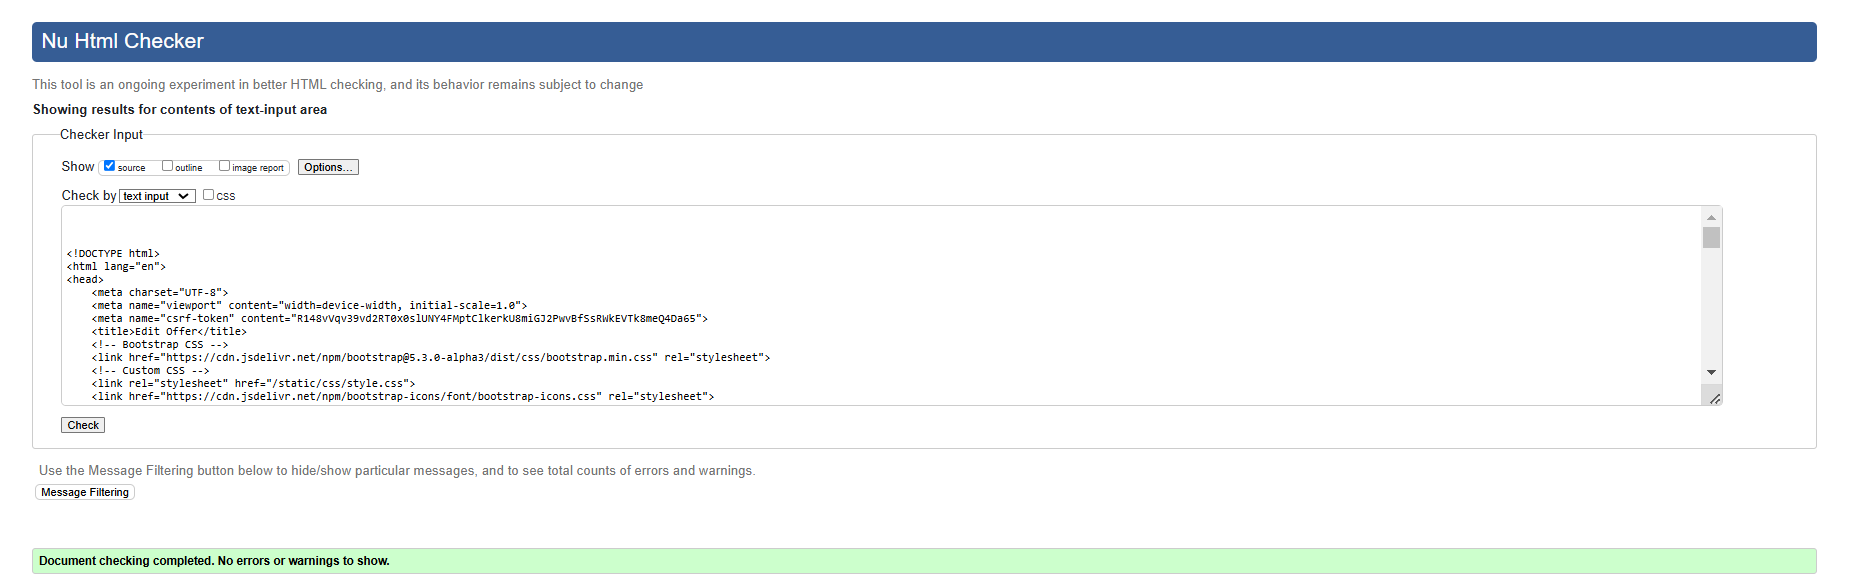 Nu Html Checker
This tool is an ongoing experiment in better HTML checking, and its behavior remains subject to change
Showing results for contents of text-input area
Checker Input
Show source outline image report Options...
Check by text input css
<!DOCTYPE html>
<html lang="en">
<head>
    <meta charset="UTF-8">
    <meta name="viewport" content="width=device-width, initial-scale=1.0">
    <meta name="csrf-token" content="R148vVqv39vd2RT0x0slUNY4FMptClkerkU8miGJ2PwvBfSsRWkEVTk8meQ4Da65">
    <title>Edit Offer</title>
    <!-- Bootstrap CSS -->
    <link href="https://cdn.jsdelivr.net/npm/bootstrap@5.3.0-alpha3/dist/css/bootstrap.min.css" rel="stylesheet">
    <!-- Custom CSS -->
    <link rel="stylesheet" href="/static/css/style.css">
    <link href="https://cdn.jsdelivr.net/npm/bootstrap-icons/font/bootstrap-icons.css" rel="stylesheet">
Check
Use the Message Filtering button below to hide/show particular messages, and to see total counts of errors and warnings.
Message Filtering
Document checking completed. No errors or warnings to show.